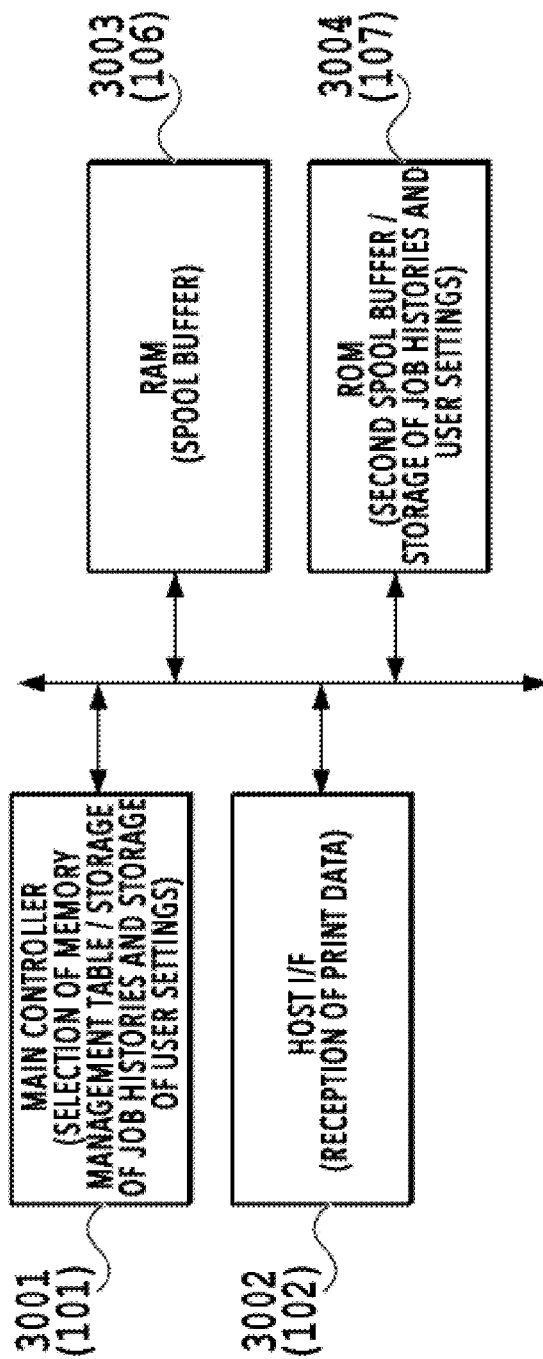 3001
(101)
MAIN CONTROLLER
(SELECTION OF MEMORY
MANAGEMENT TABLE / STORAGE
OF JOB HISTORIES AND STORAGE
OF USER SETTINGS)
3002
(102)
HOST I/F
(RECEPTION OF PRINT DATA)
3003
(106)
RAM
(SPOOL BUFFER)
3004
(107)
ROM
(SECOND SPOOL BUFFER /
STORAGE OF JOB HISTORIES AND
USER SETTINGS)